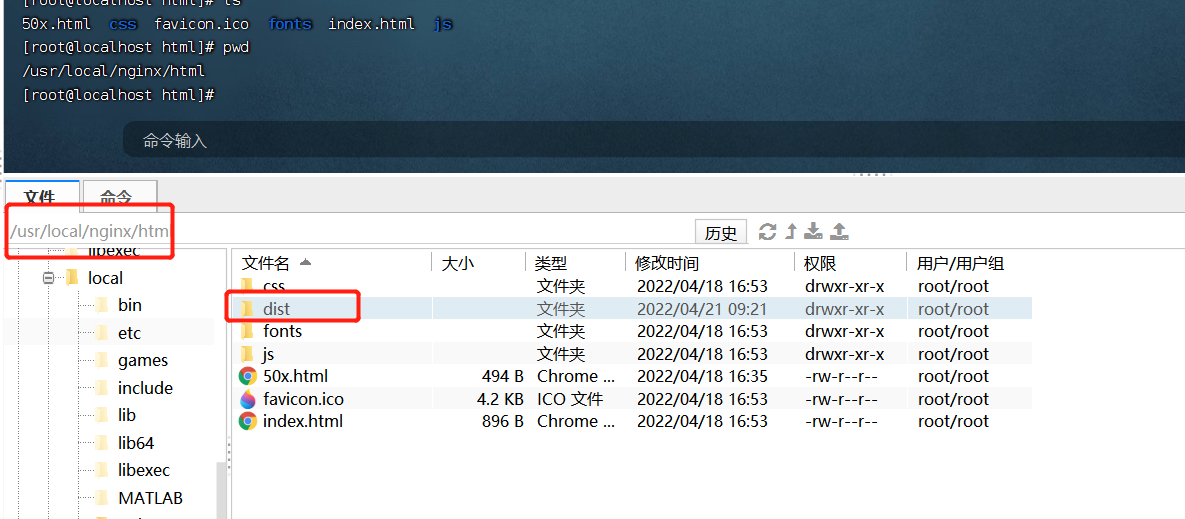 [root@localhost html]# ls
50x.html css favicon.ico fonts index.html js
[root@localhost html]# pwd
/usr/local/nginx/html
[root@localhost html]#
命令输入
文件 命令
/usr/local/nginx/htm
历史
libexec
local
bin
etc
games
include
lib
lib64
libexec
MATLAB
文件名 大小 类型 修改时间 权限 用户/用户组
css 文件夹 2022/04/18 16:53 drwxr-xr-x root/root
dist 文件夹 2022/04/21 09:21 drwxr-xr-x root/root
fonts 文件夹 2022/04/18 16:53 drwxr-xr-x root/root
js 文件夹 2022/04/18 16:53 drwxr-xr-x root/root
50x.html 494 B Chrome ... 2022/04/18 16:35 -rw-r--r-- root/root
favicon.ico 4.2 KB ICO 文件 2022/04/18 16:53 -rw-r--r-- root/root
index.html 896 B Chrome ... 2022/04/18 16:53 -rw-r--r-- root/root